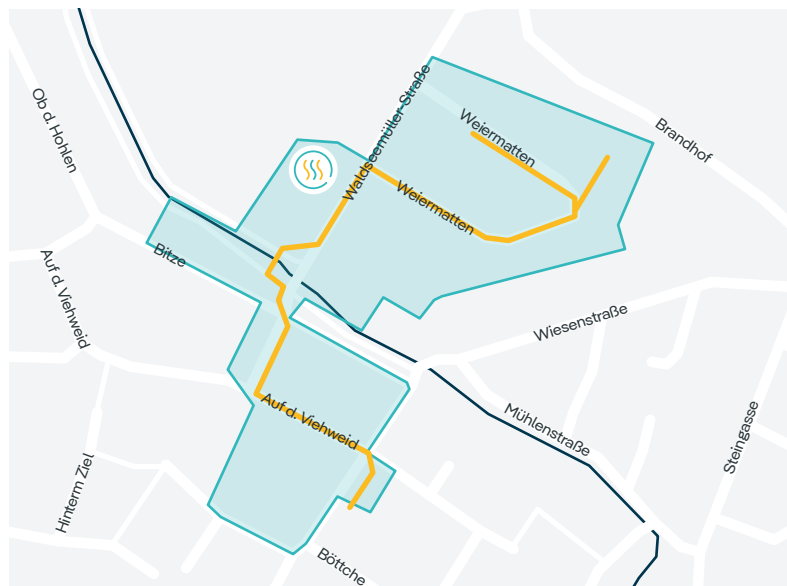 Ob d. Hohlen
Waldseemüller-Straße
Weiermatten
Brandhof
Weiermatten
Bitze
Auf d. Viehweid
Wiesenstraße
Auf d. Viehweid
Mühlenstraße
Steingasse
Hinterm Ziel
Böttche